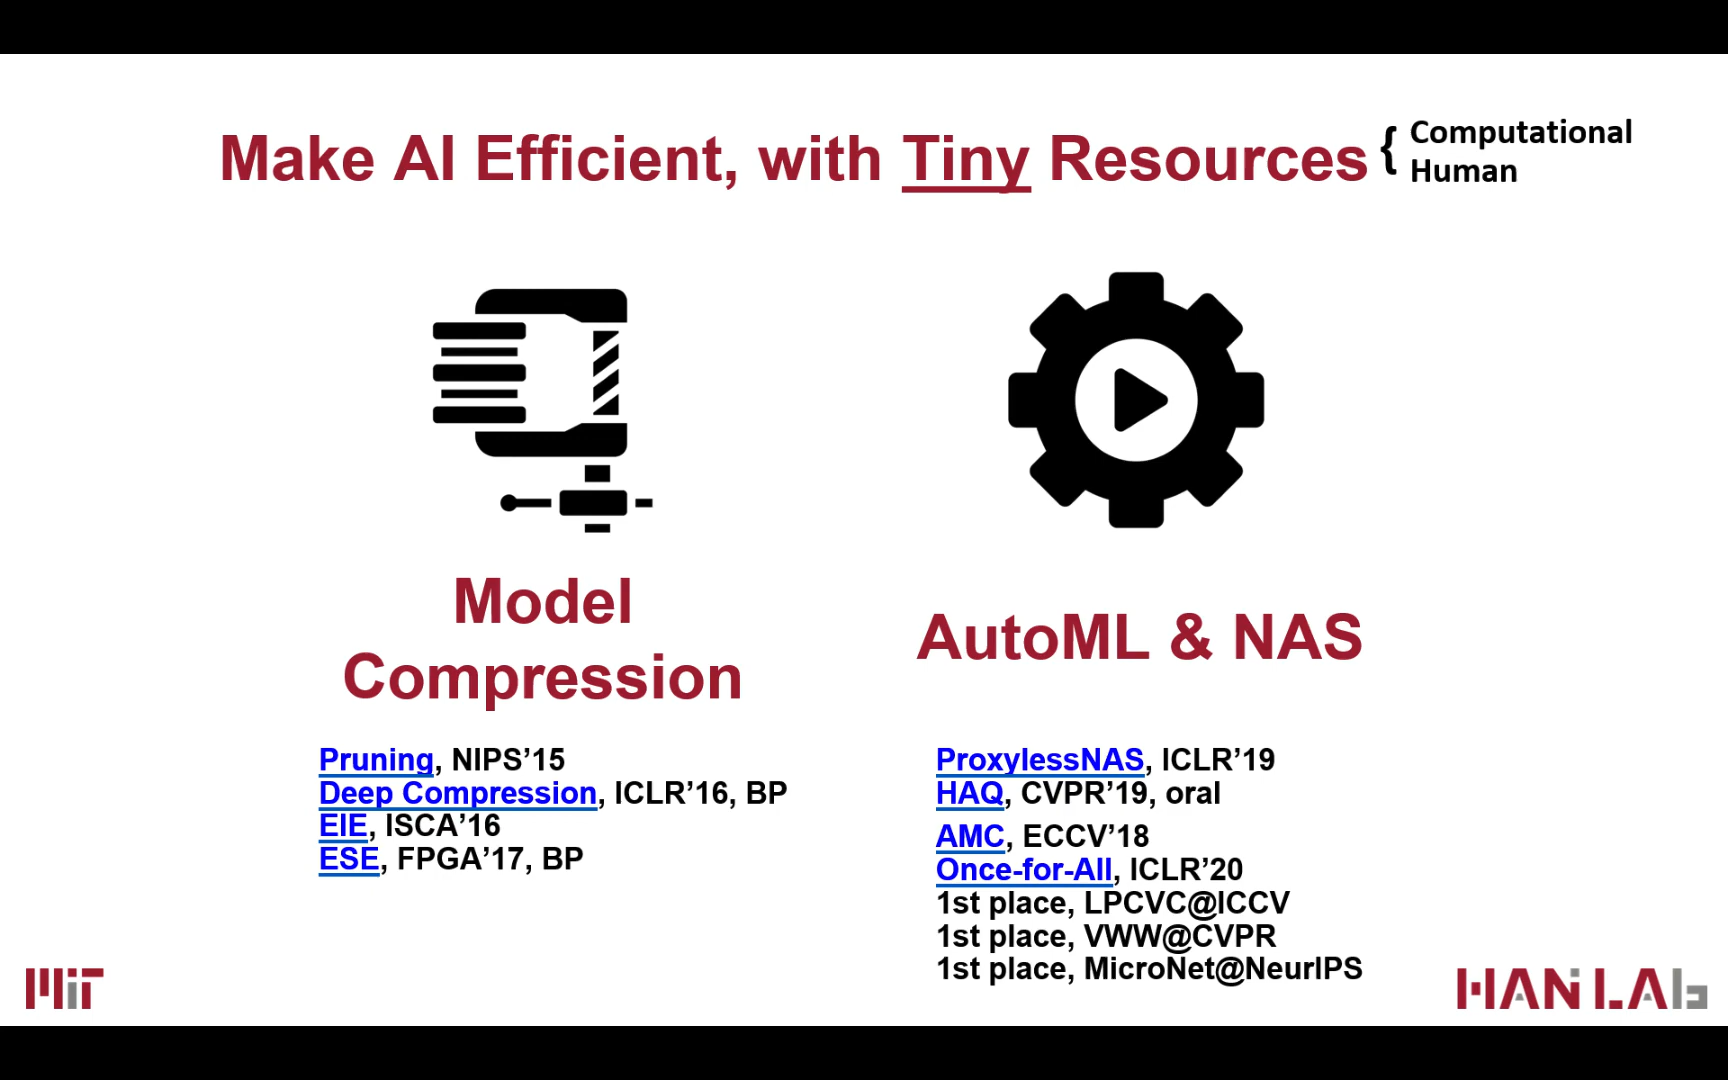 Make AI Efficient, with Tiny Resources { Computational
Human
Model
Compression
Pruning, NIPS’15
Deep Compression, ICLR’16, BP
EIE, ISCA’16
ESE, FPGA’17, BP
AutoML & NAS
ProxylessNAS, ICLR’19
HAQ, CVPR’19, oral
AMC, ECCV’18
Once-for-All, ICLR’20
1st place, LPCVC@ICCV
1st place, VWW@CVPR
1st place, MicroNet@NeurIPS
MIT
HAN LAb